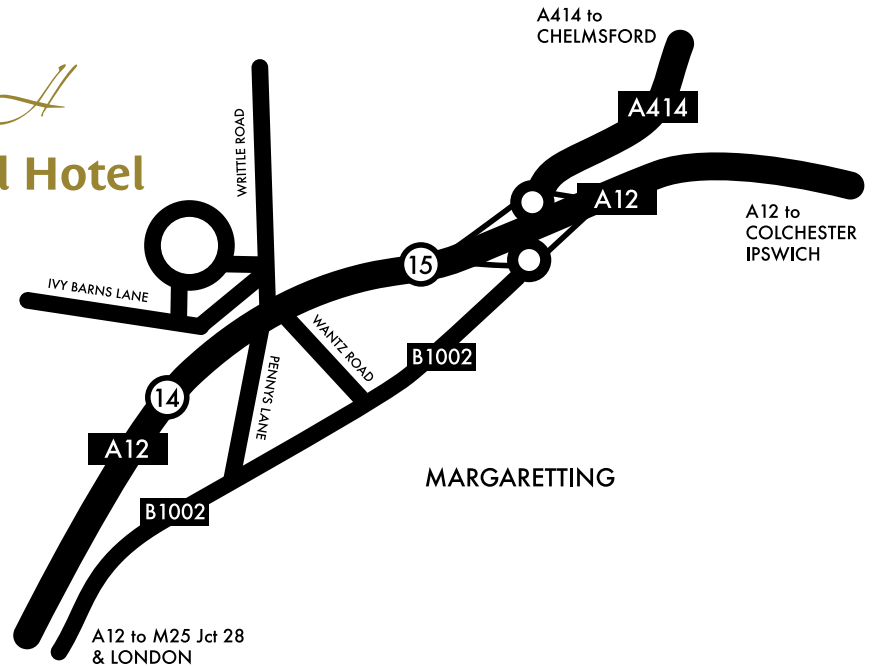 A414 to
CHELMSFORD
A414
H
Hotel
WRITTLE ROAD
A12
A12 to
COLCHESTER
IPSWICH
15
IVY BARNS LANE
WANTZ ROAD
B1002
PENNYS LANE
14
A12
MARGARETTING
B1002
A12 to M25 Jct 28
& LONDON